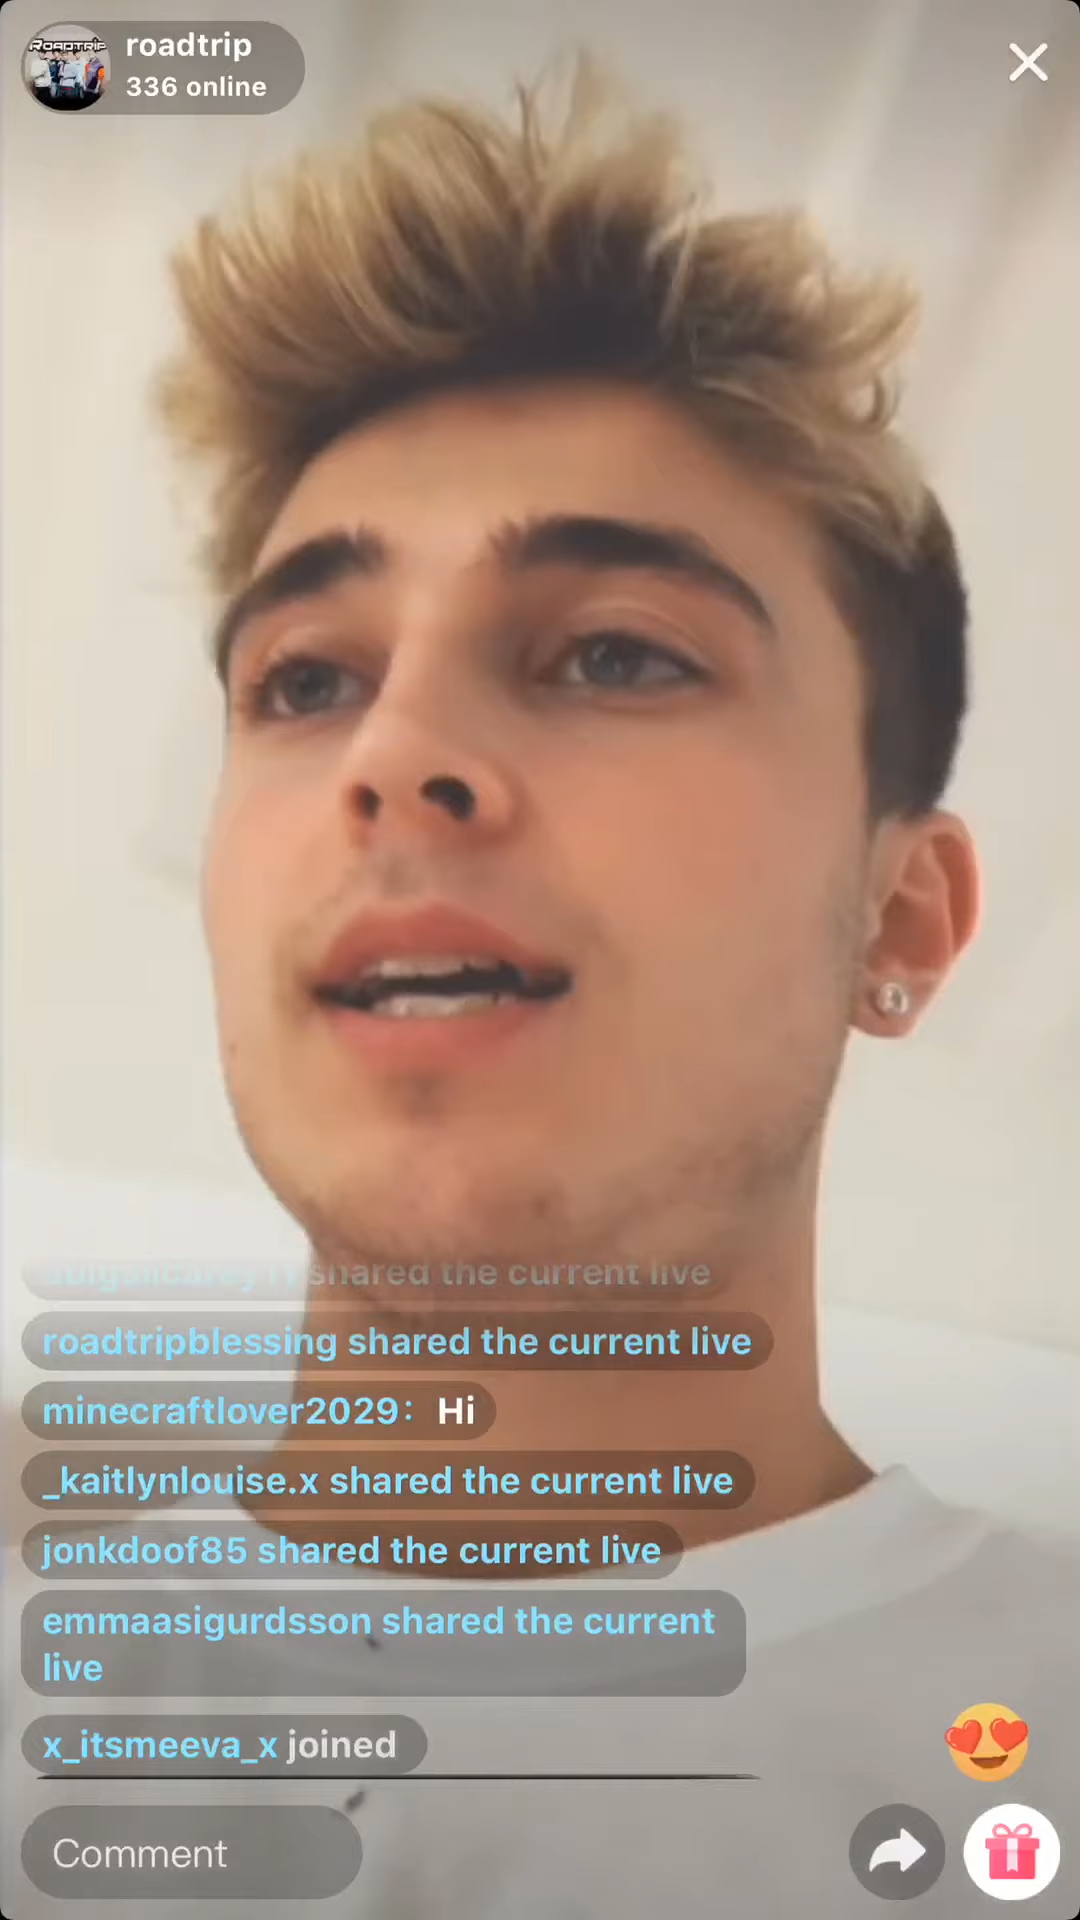 ROADTRIP
roadtrip
336 online
shared the current live
roadtripblessing shared the current live
minecraftlover2029: Hi
_kaitlynlouise.x shared the current live
jonkdoof85 shared the current live
emmaasigurdsson shared the current
live
x_itsmeeva_x joined
Comment